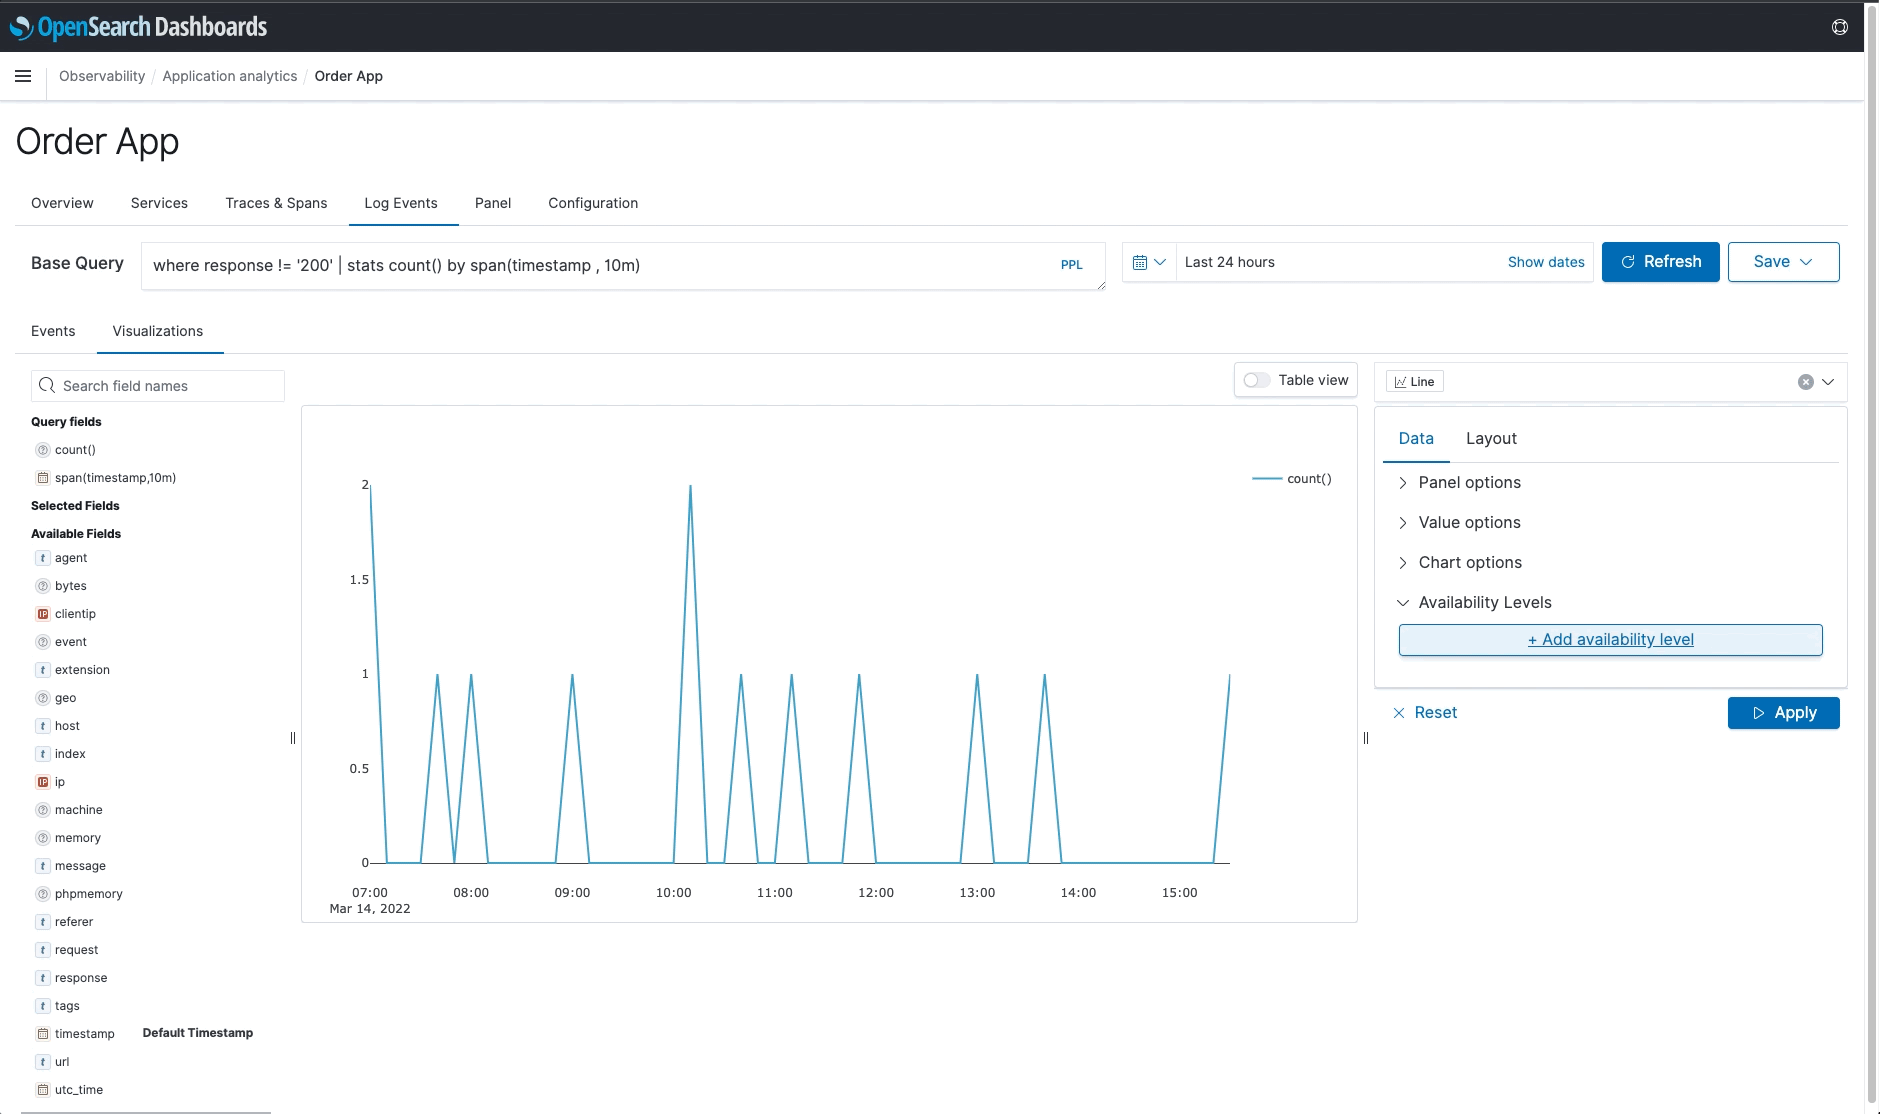 OpenSearch Dashboards
Observability / Application analytics / Order App
Order App
Overview Services Traces & Spans Log Events Panel Configuration
Base Query where response != '200' | stats count() by span(timestamp , 10m) PPL Last 24 hours Show dates Refresh Save
Events Visualizations
Search field names
Query fields
count()
span(timestamp,10m)
Selected Fields
Available Fields
t agent
bytes
IP clientip
event
t extension
geo
t host
t index
IP ip
machine
memory
t message
phpmemory
t referer
t request
t response
t tags
timestamp Default Timestamp
t url
utc_time
Table view
count()
2
1.5
1
0.5
0
07:00 08:00 09:00 10:00 11:00 12:00 13:00 14:00 15:00
Mar 14, 2022
Line
Data Layout
Panel options
Value options
Chart options
Availability Levels
+ Add availability level
Reset Apply